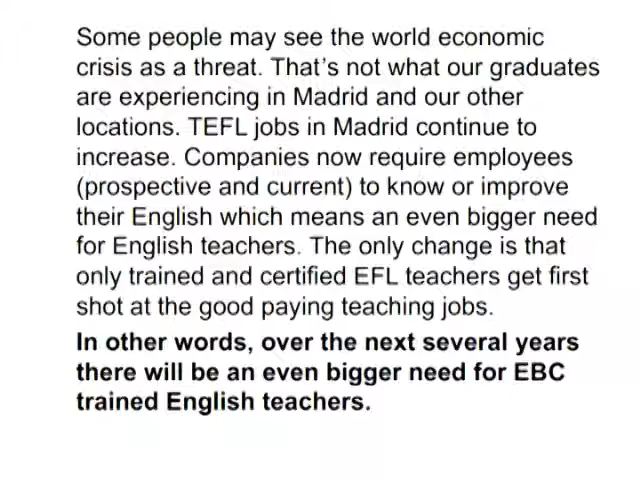 Some people may see the world economic
crisis as a threat. That's not what our graduates
are experiencing in Madrid and our other
locations. TEFL jobs in Madrid continue to
increase. Companies now require employees
(prospective and current) to know or improve
their English which means an even bigger need
for English teachers. The only change is that
only trained and certified EFL teachers get first
shot at the good paying teaching jobs.
In other words, over the next several years
there will be an even bigger need for EBC
trained English teachers.